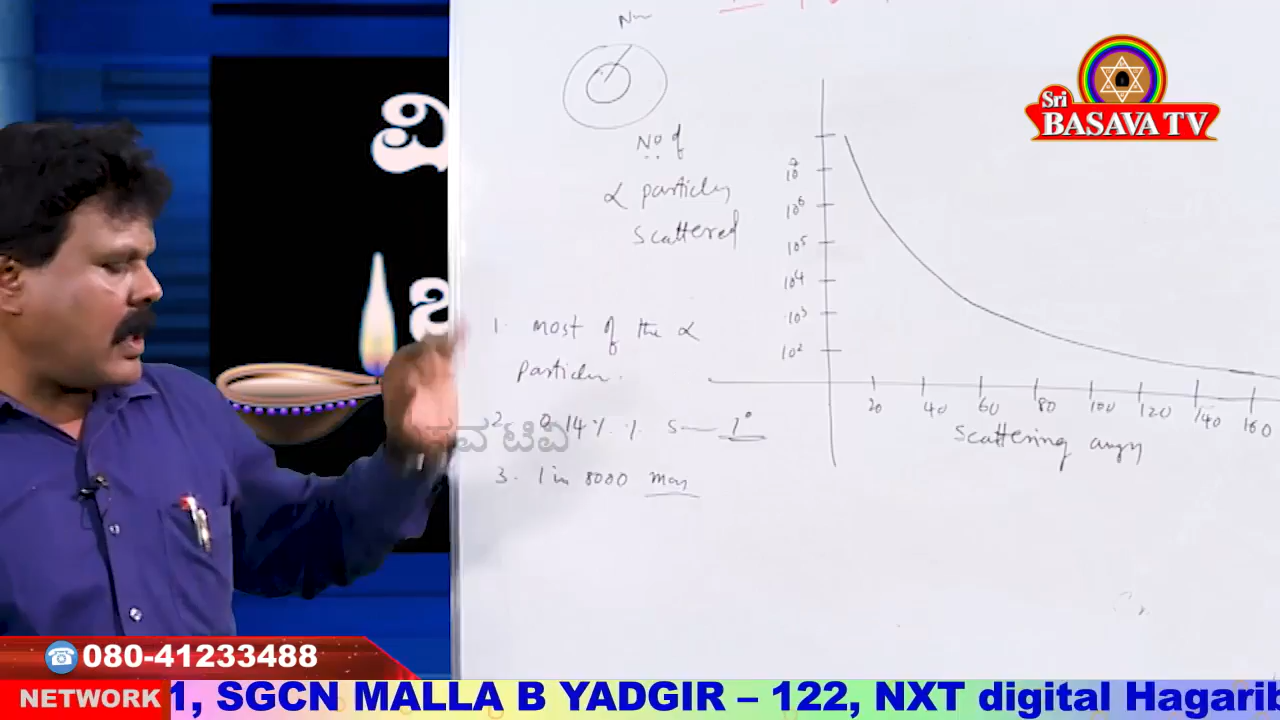 Sri
BASAVA TV
ವಿ
No of
α particles
scattered
10⁷
10⁶
10⁵
10⁴
10³
10²
20 40 60 80 100 120 140 160
Scattering
1. most of the α
particles.
2. 0.14% % S— 1°
3. 1 in 8000
ಸವ ಟಿವಿ
080-41233488
NETWORK 1, SGCN MALLA B YADGIR – 122, NXT digital Hagarib